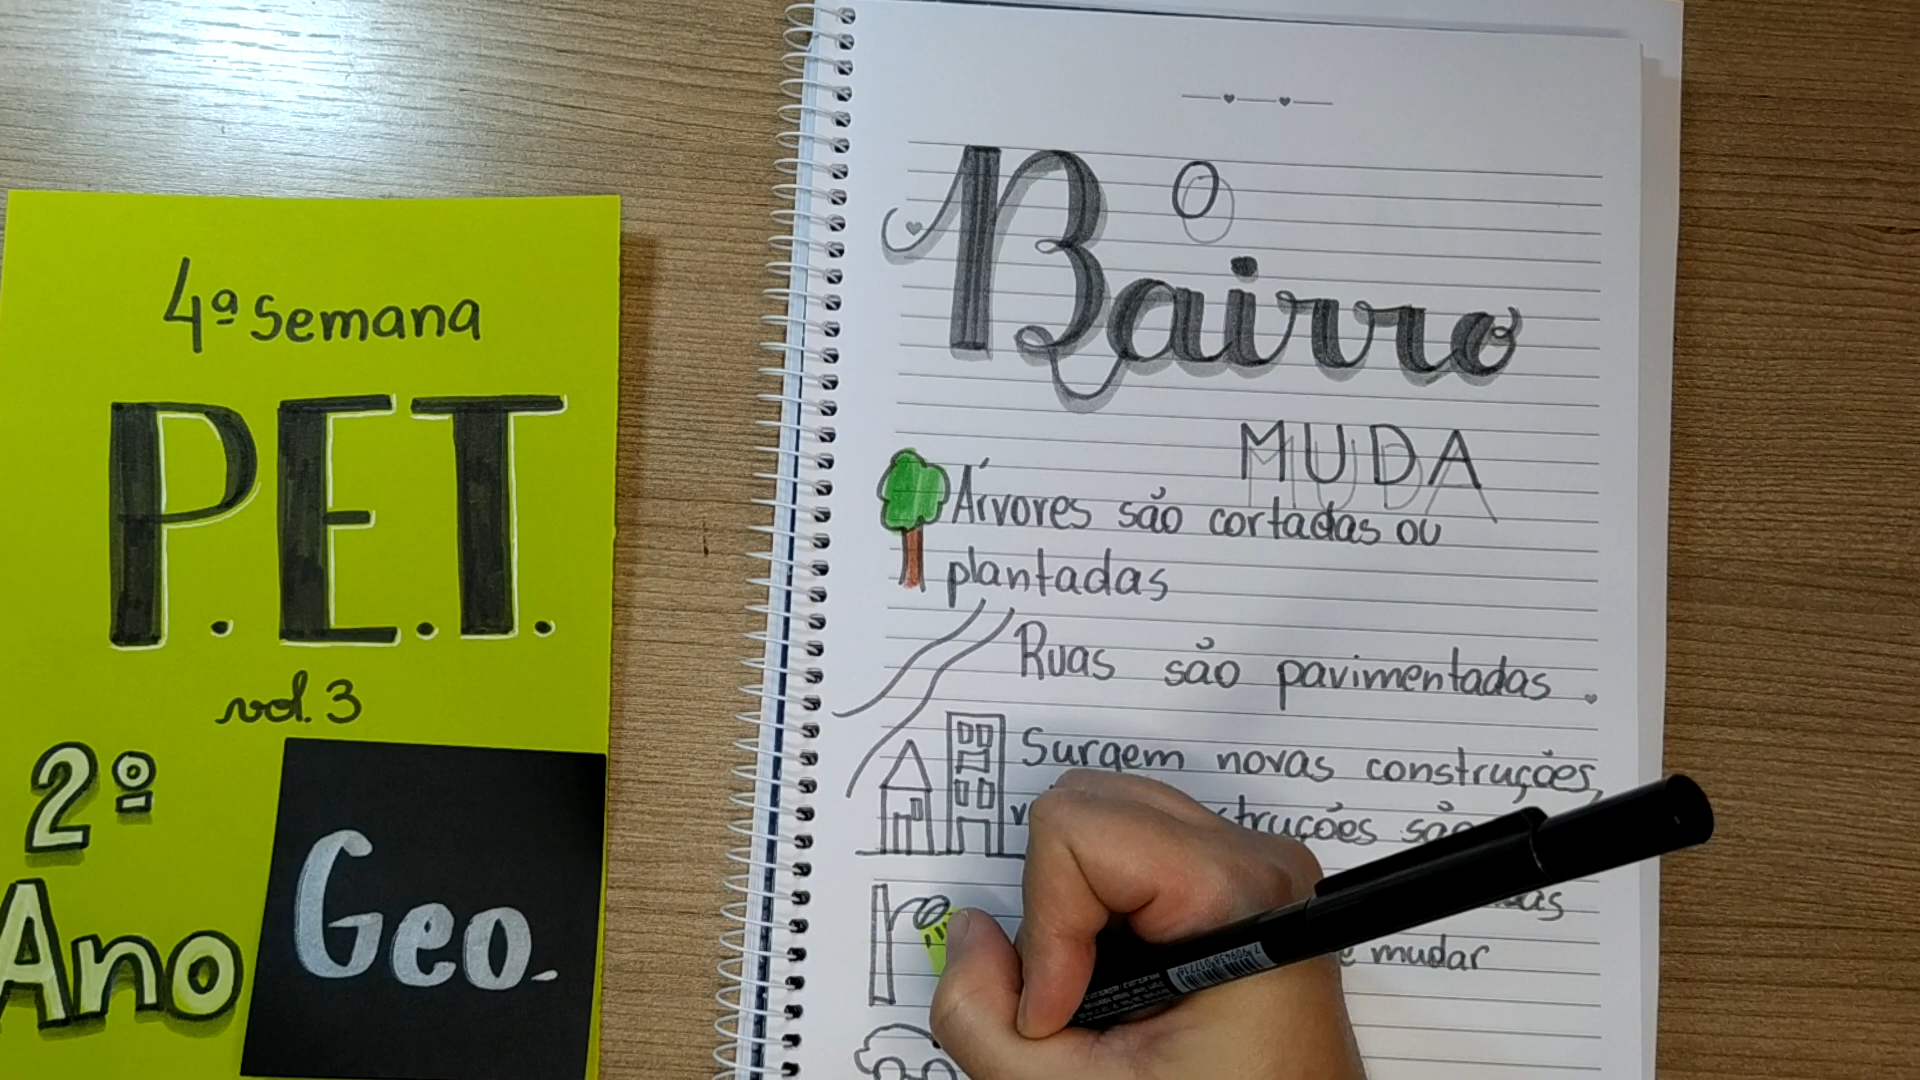 4ª Semana
P.E.T.
vol. 3
2º
Ano
Geo.
O
Bairro
MUDA
Árvores são cortadas ou
plantadas
Ruas são pavimentadas.
Surgem novas construções,
são
mudar